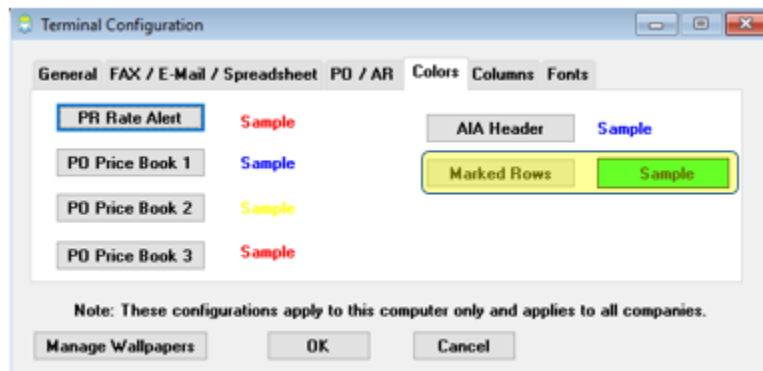 Terminal Configuration
General FAX / E-Mail / Spreadsheet PO / AR Colors Columns Fonts
PR Rate Alert Sample AIA Header Sample
PO Price Book 1 Sample Marked Rows Sample
PO Price Book 2 Sample
PO Price Book 3 Sample
Note: These configurations apply to this computer only and applies to all companies.
Manage Wallpapers OK Cancel